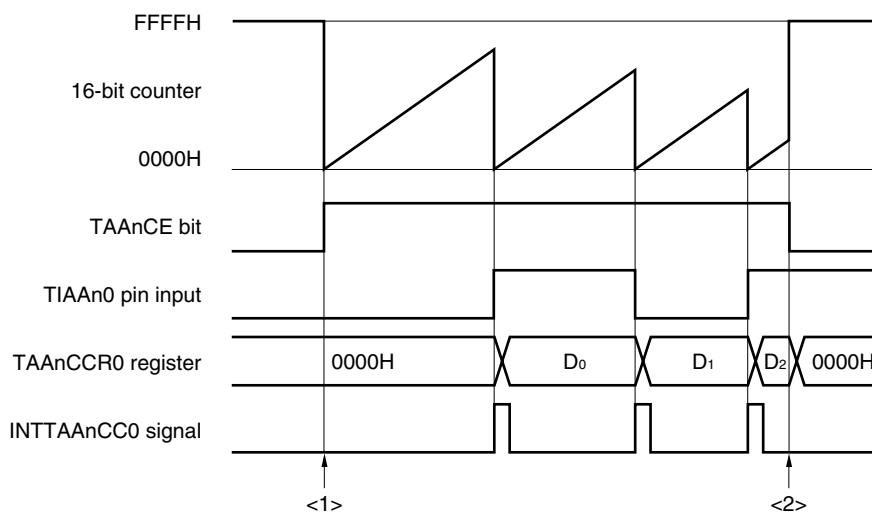 FFFFH
16-bit counter
0000H
TAAnCE bit
TIAAn0 pin input
TAAnCCR0 register
0000H D₀ D₁ D₂ 0000H
INTTAAnCC0 signal
<1> <2>